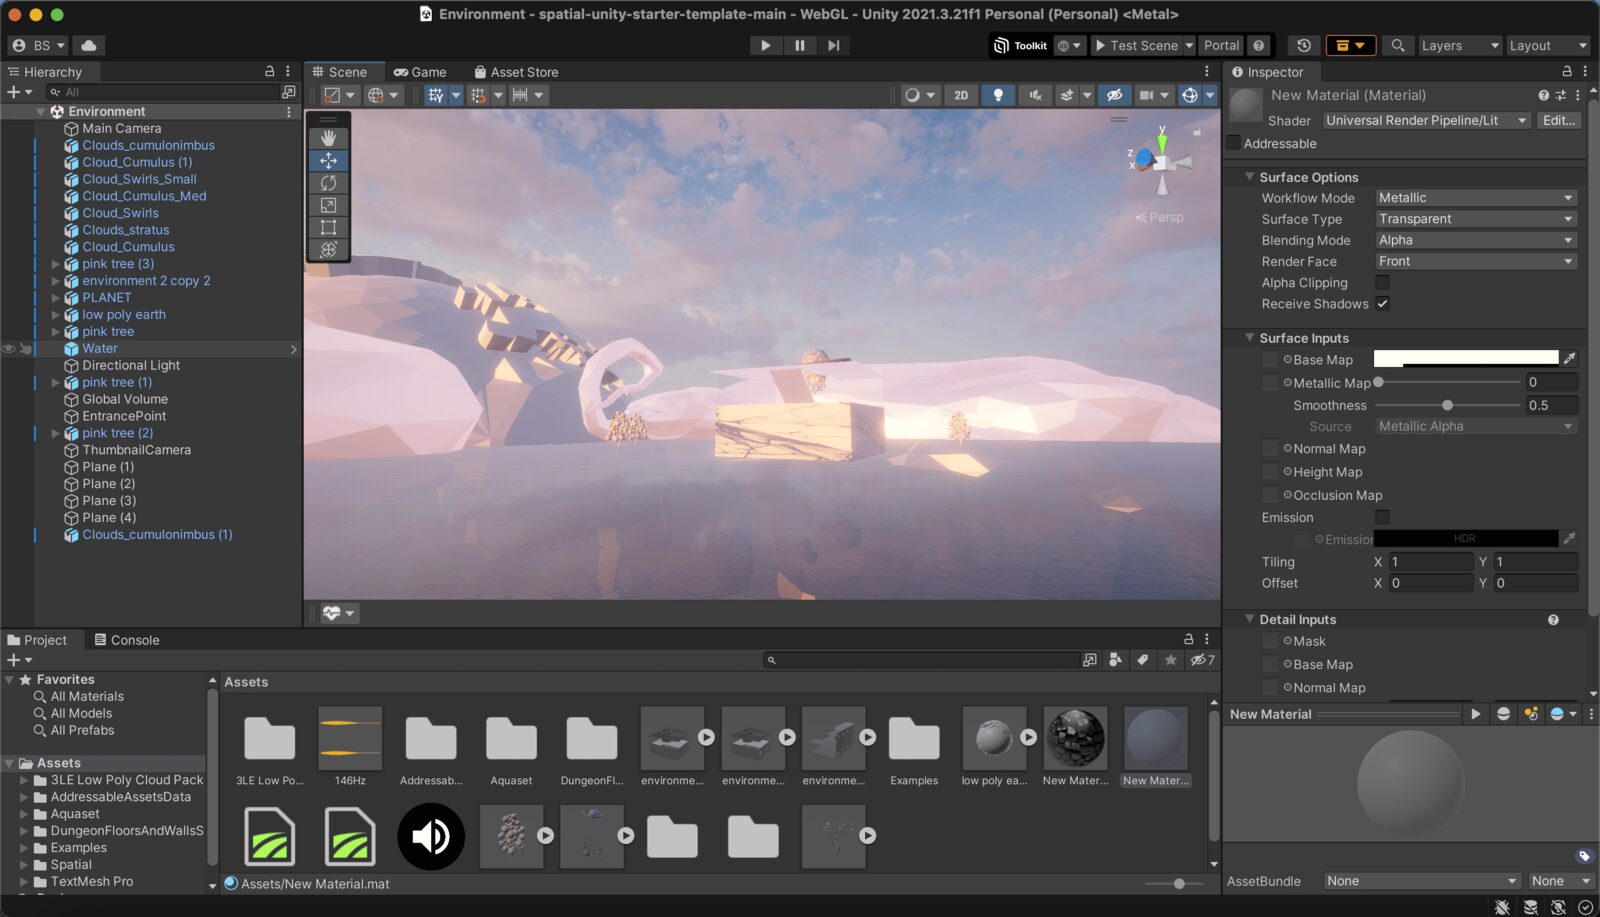 Environment - spatial-unity-starter-template-main - WebGL - Unity 2021.3.21f1 Personal (Personal) <Metal>
BS
Toolkit
Test Scene
Portal
Layers
Layout
Hierarchy
All
Environment
Main Camera
Clouds_cumulonimbus
Cloud_Cumulus (1)
Cloud_Swirls_Small
Cloud_Cumulus_Med
Cloud_Swirls
Clouds_stratus
Cloud_Cumulus
pink tree (3)
environment 2 copy 2
PLANET
low poly earth
pink tree
Water
Directional Light
pink tree (1)
Global Volume
EntrancePoint
pink tree (2)
ThumbnailCamera
Plane (1)
Plane (2)
Plane (3)
Plane (4)
Clouds_cumulonimbus (1)
Scene
Game
Asset Store
2D
y
z
x
Persp
Inspector
New Material (Material)
Shader
Universal Render Pipeline/Lit
Edit...
Addressable
Surface Options
Workflow Mode Metallic
Surface Type Transparent
Blending Mode Alpha
Render Face Front
Alpha Clipping
Receive Shadows
Surface Inputs
Base Map
Metallic Map 0
Smoothness 0.5
Source Metallic Alpha
Normal Map
Height Map
Occlusion Map
Emission
Emission HDR
Tiling X 1 Y 1
Offset X 0 Y 0
Detail Inputs
Mask
Base Map
Normal Map
New Material
AssetBundle None None
Project
Console
7
Favorites
All Materials
All Models
All Prefabs
Assets
3LE Low Poly Cloud Pack
AddressableAssetsData
Aquaset
DungeonFloorsAndWallsS
Examples
Spatial
TextMesh Pro
Assets
3LE Low Po...
146Hz
Addressab...
Aquaset
DungeonFl...
environme...
environme...
environme...
Examples
low poly ea...
New Mater...
New Mater...
Assets/New Material.mat